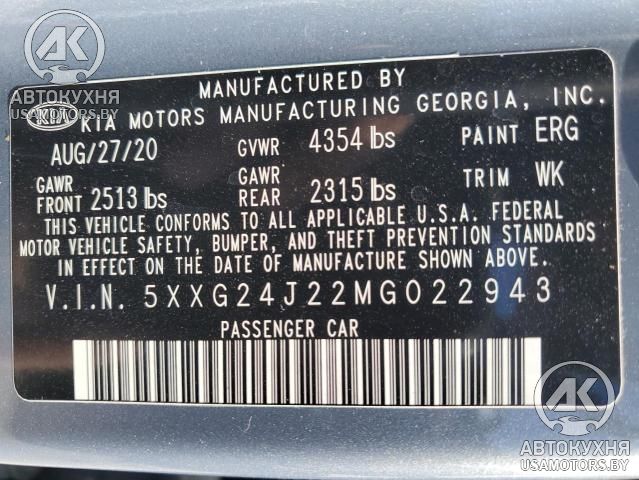 AK
АВТОКУХНЯ
USAMOTORS.BY
MANUFACTURED BY
KIA KIA MOTORS MANUFACTURING GEORGIA, INC.
AUG/27/20 GVWR 4354 lbs PAINT ERG
GAWR FRONT 2513 lbs GAWR REAR 2315 lbs TRIM WK
THIS VEHICLE CONFORMS TO ALL APPLICABLE U.S.A. FEDERAL
MOTOR VEHICLE SAFETY, BUMPER, AND THEFT PREVENTION STANDARDS
IN EFFECT ON THE DATE OF MANUFACTURE SHOWN ABOVE.
V.I.N. 5XXG24J22MG022943
PASSENGER CAR
AK
АВТОКУХНЯ
USAMOTORS.BY